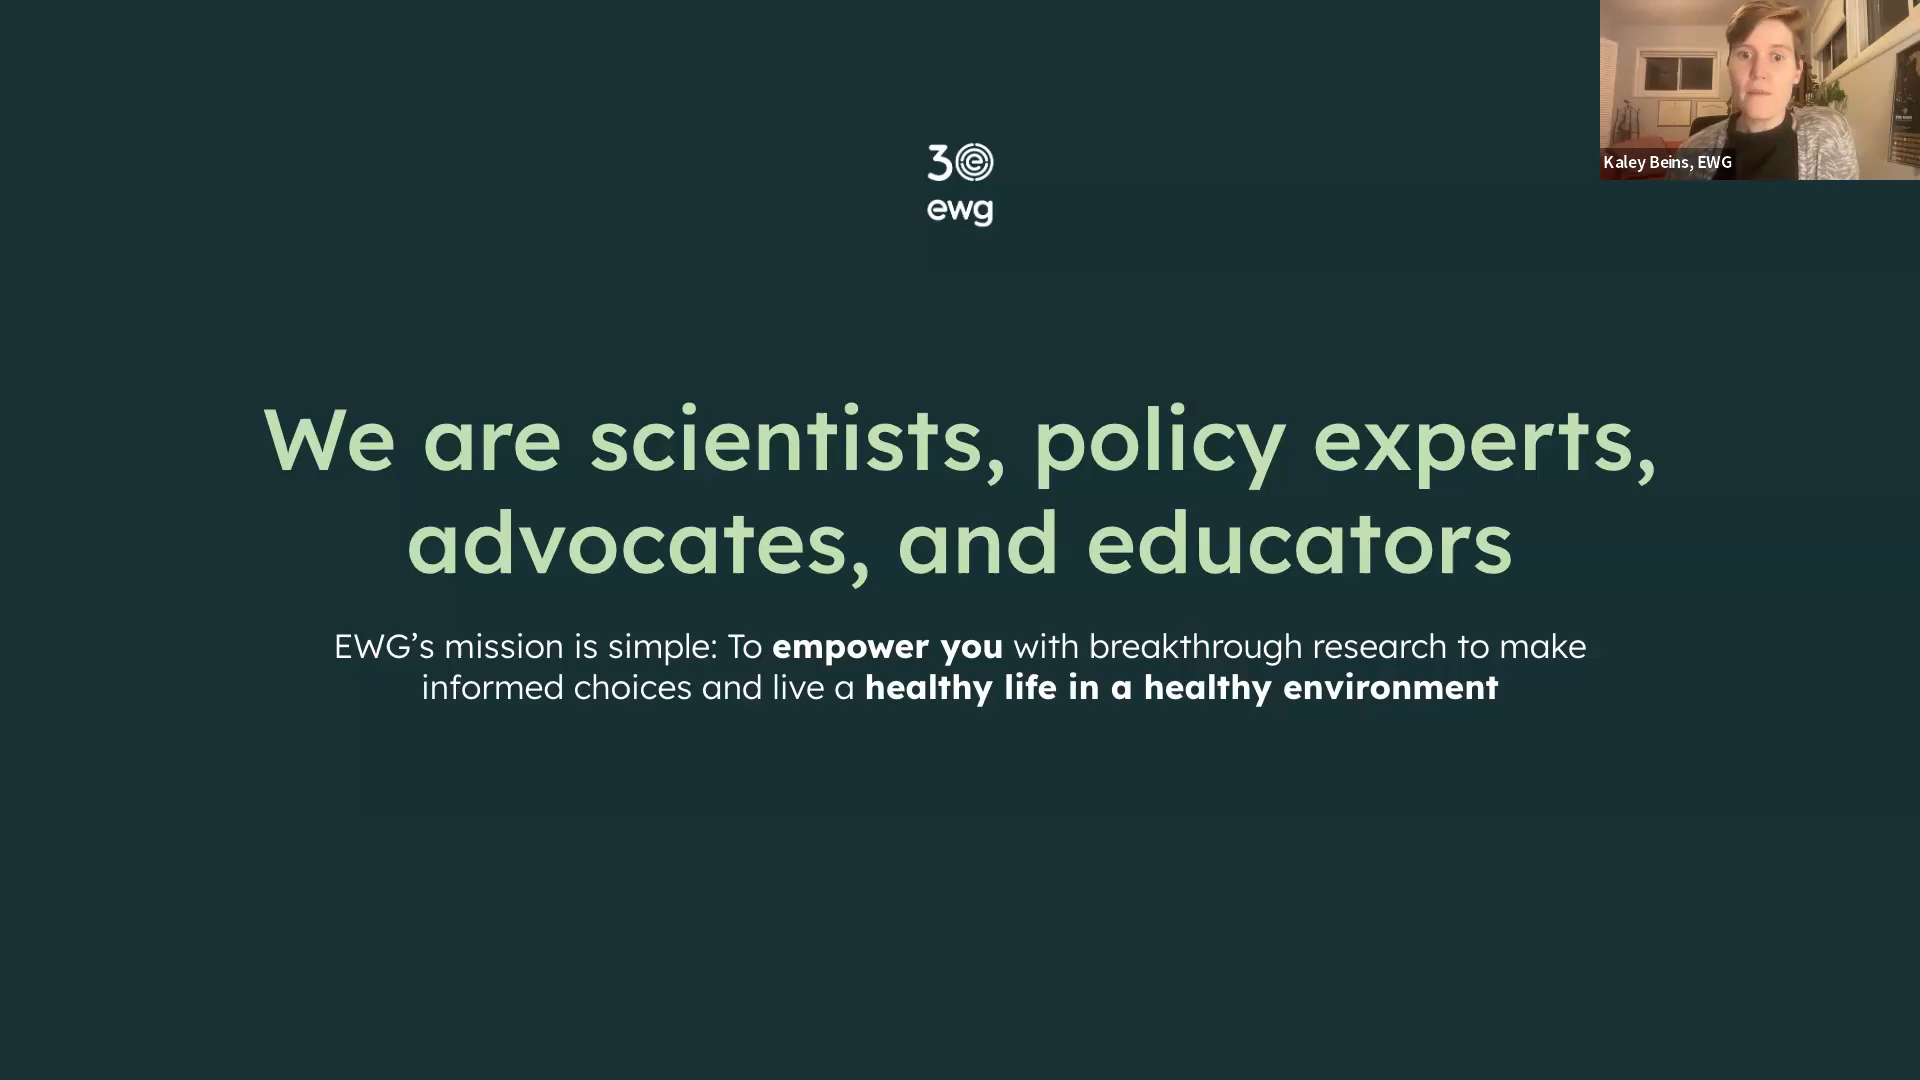 30
ewg
Kaley Beins, EWG
We are scientists, policy experts,
advocates, and educators
EWG’s mission is simple: To empower you with breakthrough research to make
informed choices and live a healthy life in a healthy environment